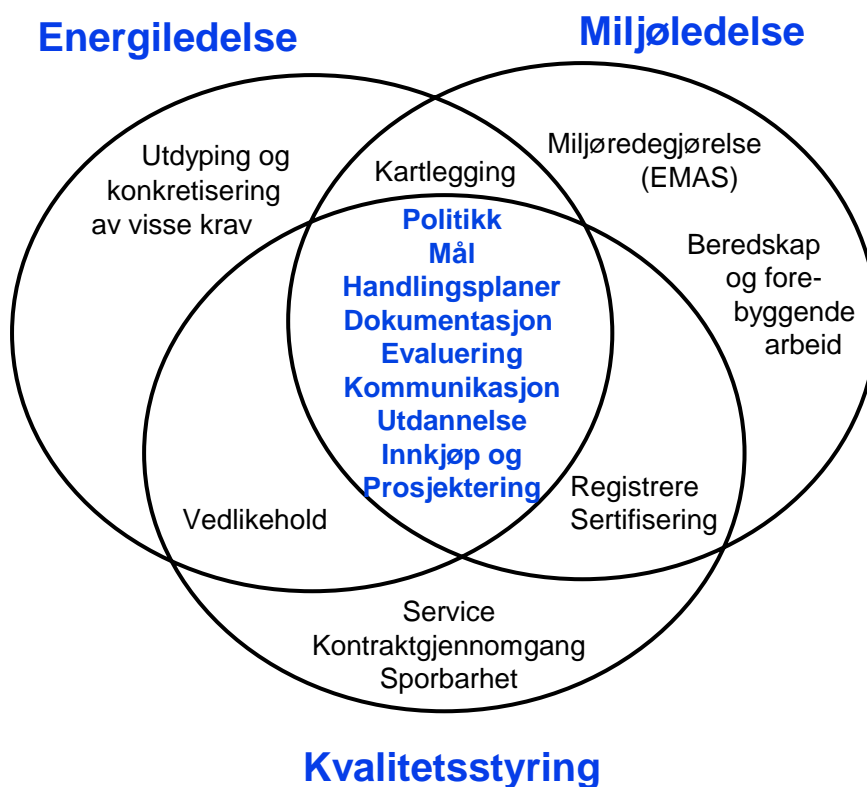 Energiledelse
Miljøledelse
Utdyping og
konkretisering
av visse krav
Kartlegging
Miljøredegjørelse
(EMAS)
Beredskap
og fore-
byggende
arbeid
Politikk
Mål
Handlingsplaner
Dokumentasjon
Evaluering
Kommunikasjon
Utdannelse
Innkjøp og
Prosjektering
Vedlikehold
Registrere
Sertifisering
Service
Kontraktgjennomgang
Sporbarhet
Kvalitetsstyring